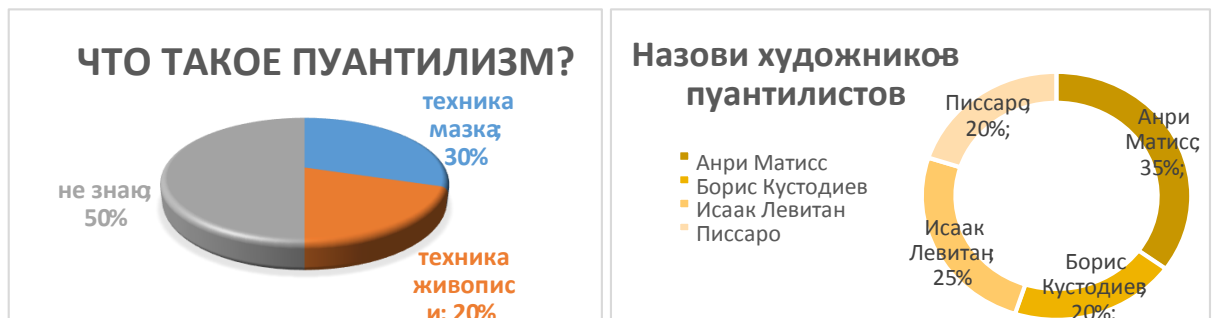 ЧТО ТАКОЕ ПУАНТИЛИЗМ?
техника
мазка;
30%
не знаю;
50%
техника
живопис
и; 20%
Назови художников
пуантилистов
Анри Матисс
Борис Кустодиев
Исаак Левитан
Писсаро
Писсаро;
20%;
Анри
Матисс;
35%;
Исаак
Левитан;
25%
Борис
Кустодиев;
20%;